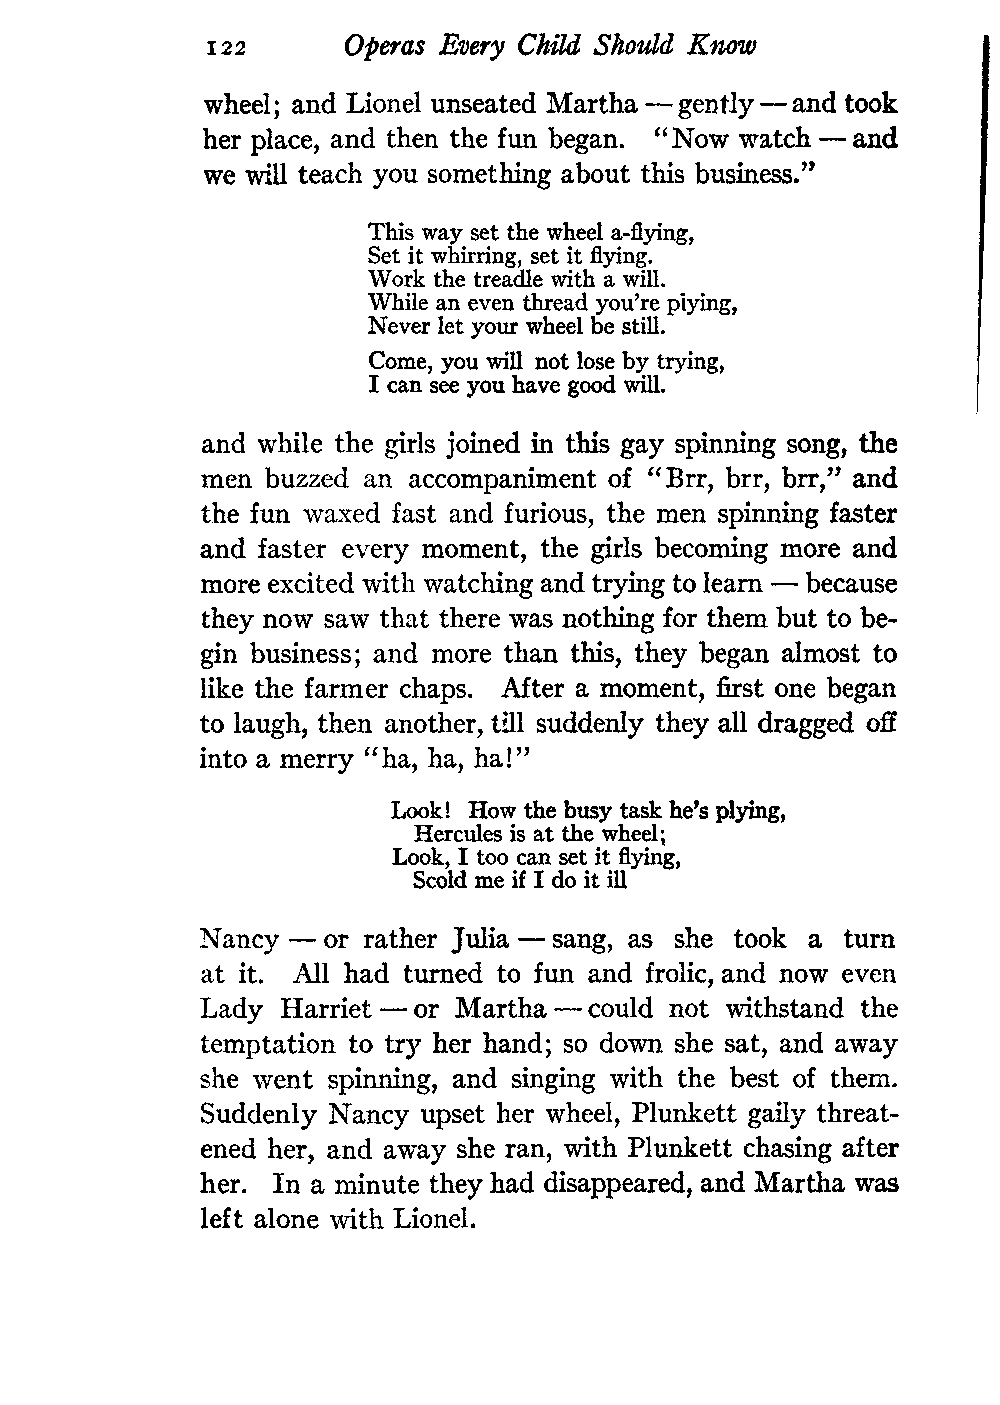 122 Operas Every Child Should Know
wheel; and Lionel unseated Martha — gently — and took
her place, and then the fun began. "Now watch — and
we will teach you something about this business."
This way set the wheel a-flying,
Set it whirring, set it flying.
Work the treadle with a will.
While an even thread you're plying,
Never let your wheel be still.
Come, you will not lose by trying,
I can see you have good will.
and while the girls joined in this gay spinning song, the
men buzzed an accompaniment of "Brr, brr, brr," and
the fun waxed fast and furious, the men spinning faster
and faster every moment, the girls becoming more and
more excited with watching and trying to learn — because
they now saw that there was nothing for them but to be-
gin business; and more than this, they began almost to
like the farmer chaps. After a moment, first one began
to laugh, then another, till suddenly they all dragged off
into a merry "ha, ha, ha!"
Look! How the busy task he's plying,
Hercules is at the wheel;
Look, I too can set it flying,
Scold me if I do it ill
Nancy — or rather Julia — sang, as she took a turn
at it. All had turned to fun and frolic, and now even
Lady Harriet — or Martha — could not withstand the
temptation to try her hand; so down she sat, and away
she went spinning, and singing with the best of them.
Suddenly Nancy upset her wheel, Plunkett gaily threat-
ened her, and away she ran, with Plunkett chasing after
her. In a minute they had disappeared, and Martha was
left alone with Lionel.